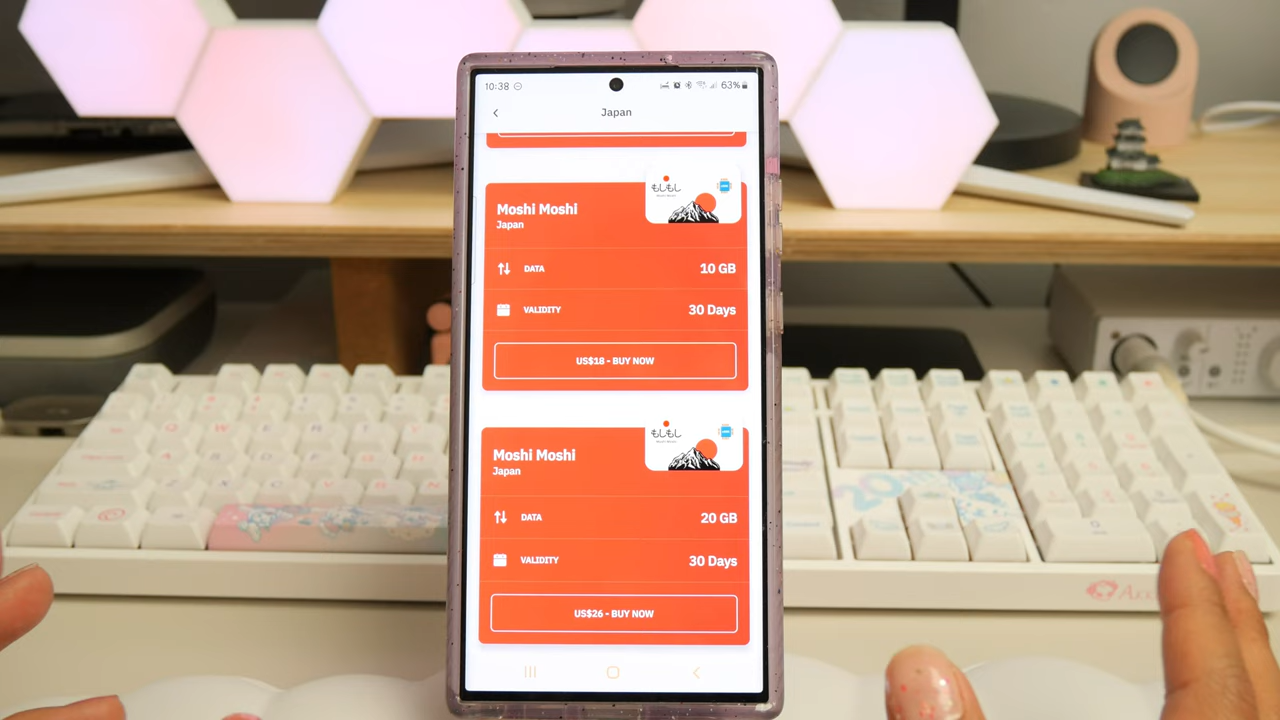 10:38
63%
Japan
もしもし
Moshi Moshi
Japan
DATA
10 GB
VALIDITY
30 Days
US$18 - BUY NOW
もしもし
Moshi Moshi
Japan
DATA
20 GB
VALIDITY
30 Days
US$26 - BUY NOW